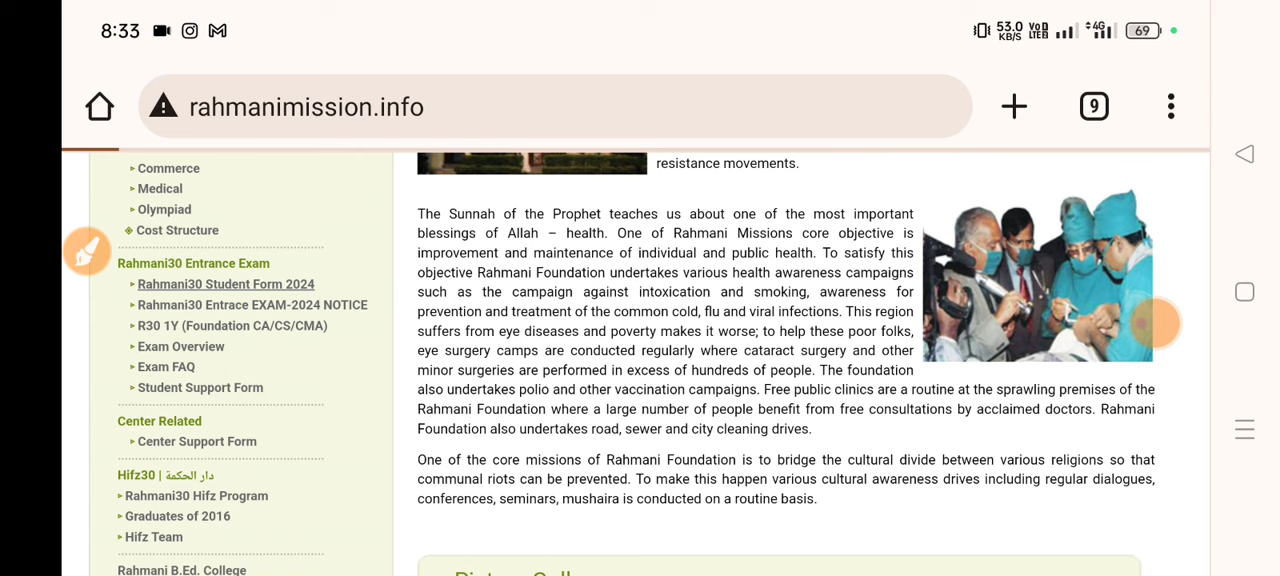 8:33
53.0
KB/S
Vo
LTE
4G
69
rahmanimission.info
9
Commerce
Medical
Olympiad
Cost Structure
Rahmani30 Entrance Exam
Rahmani30 Student Form 2024
Rahmani30 Entrace EXAM-2024 NOTICE
R30 1Y (Foundation CA/CS/CMA)
Exam Overview
Exam FAQ
Student Support Form
Center Related
Center Support Form
Hifz30 | دار الحكمة
Rahmani30 Hifz Program
Graduates of 2016
Hifz Team
Rahmani B.Ed. College
resistance movements.
The Sunnah of the Prophet teaches us about one of the most important
blessings of Allah – health. One of Rahmani Missions core objective is
improvement and maintenance of individual and public health. To satisfy this
objective Rahmani Foundation undertakes various health awareness campaigns
such as the campaign against intoxication and smoking, awareness for
prevention and treatment of the common cold, flu and viral infections. This region
suffers from eye diseases and poverty makes it worse; to help these poor folks,
eye surgery camps are conducted regularly where cataract surgery and other
minor surgeries are performed in excess of hundreds of people. The foundation
also undertakes polio and other vaccination campaigns. Free public clinics are a routine at the sprawling premises of the
Rahmani Foundation where a large number of people benefit from free consultations by acclaimed doctors. Rahmani
Foundation also undertakes road, sewer and city cleaning drives.
One of the core missions of Rahmani Foundation is to bridge the cultural divide between various religions so that
communal riots can be prevented. To make this happen various cultural awareness drives including regular dialogues,
conferences, seminars, mushaira is conducted on a routine basis.